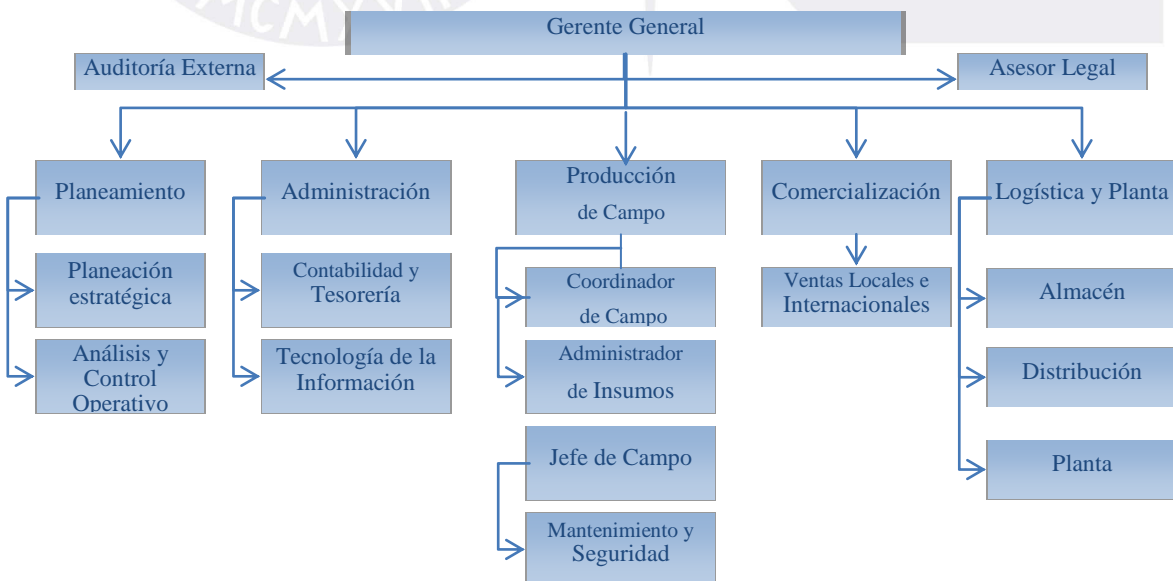 Gerente General
Auditoría Externa
Asesor Legal
Planeamiento
Administración
Producción
de Campo
Comercialización
Logística y Planta
Planeación
estratégica
Contabilidad y
Tesorería
Coordinador
de Campo
Ventas Locales e
Internacionales
Almacén
Análisis y
Control
Operativo
Tecnología de la
Información
Administrador
de Insumos
Distribución
Jefe de Campo
Planta
Mantenimiento y
Seguridad